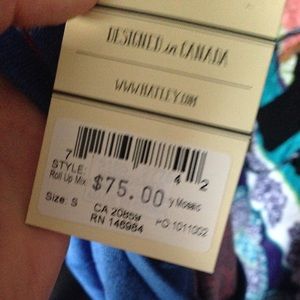 DESIGNED in CANADA
WWW.HATLEY.COM
7 4 2
STYLE:
Roll Up Mix y Mosaic
$75.00
Size: S
CA 20859
RN 146984
PO 1011002